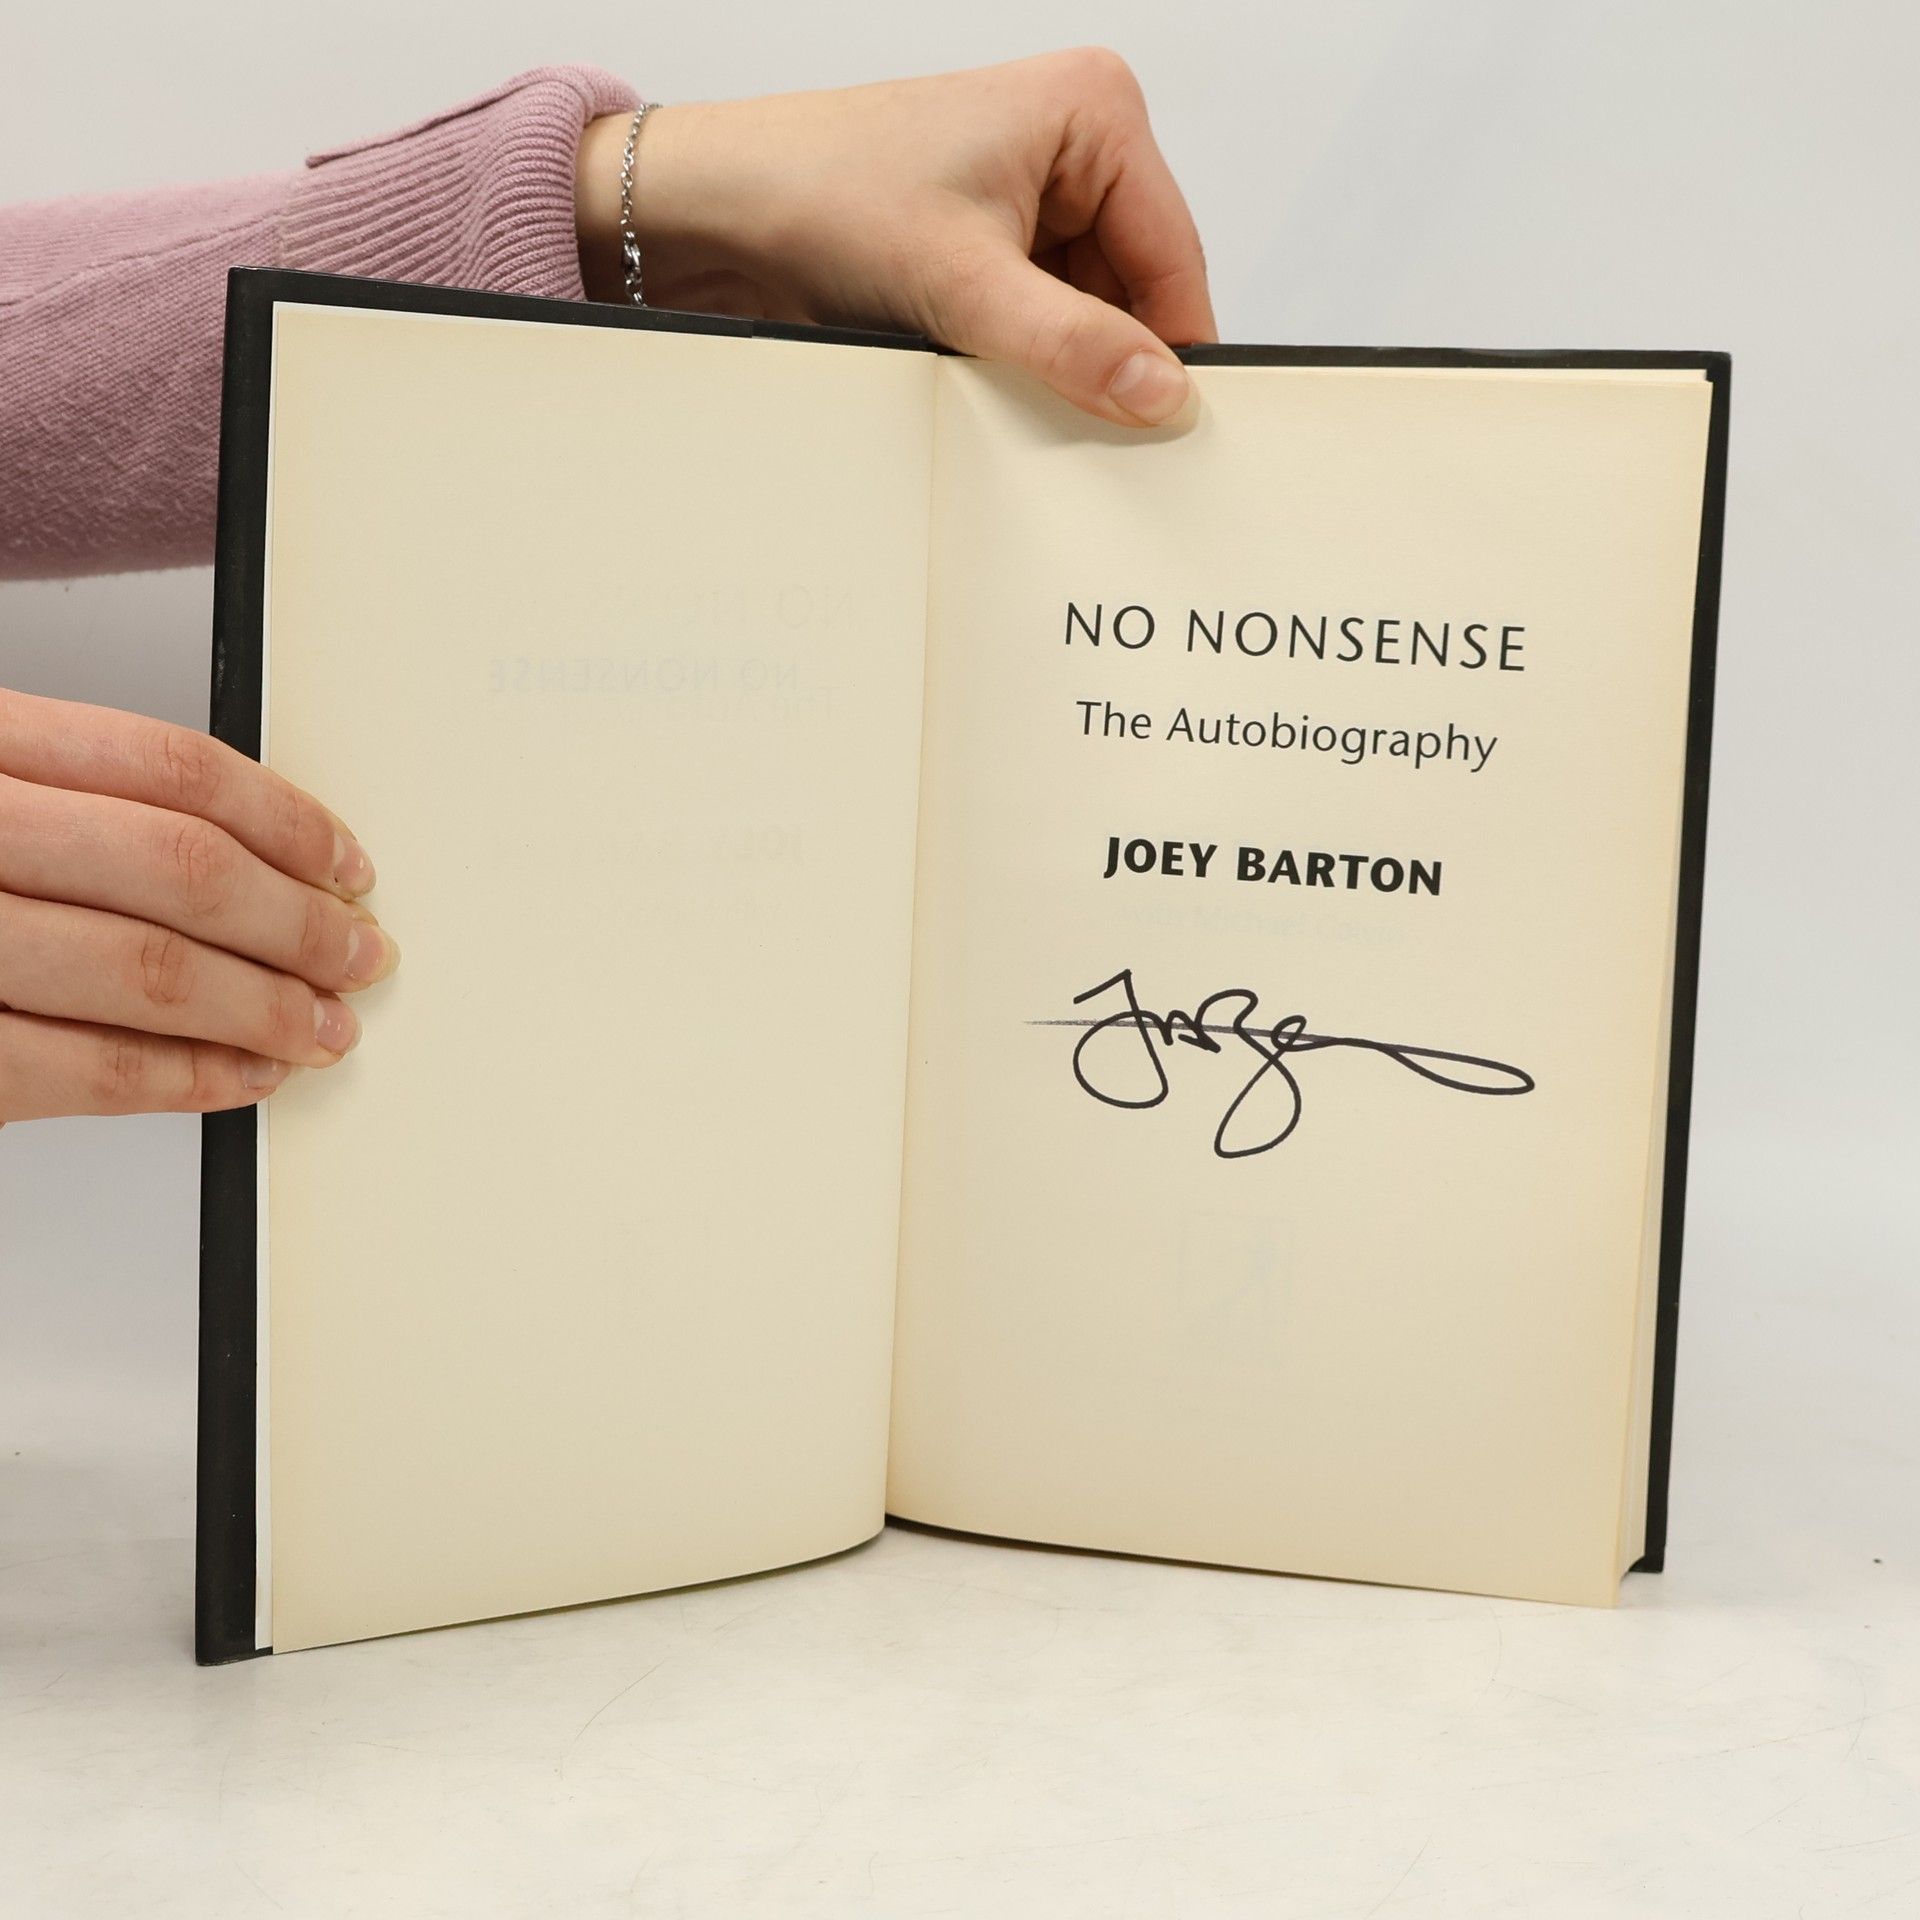 NO NONSENSE
The Autobiography
JOEY BARTON